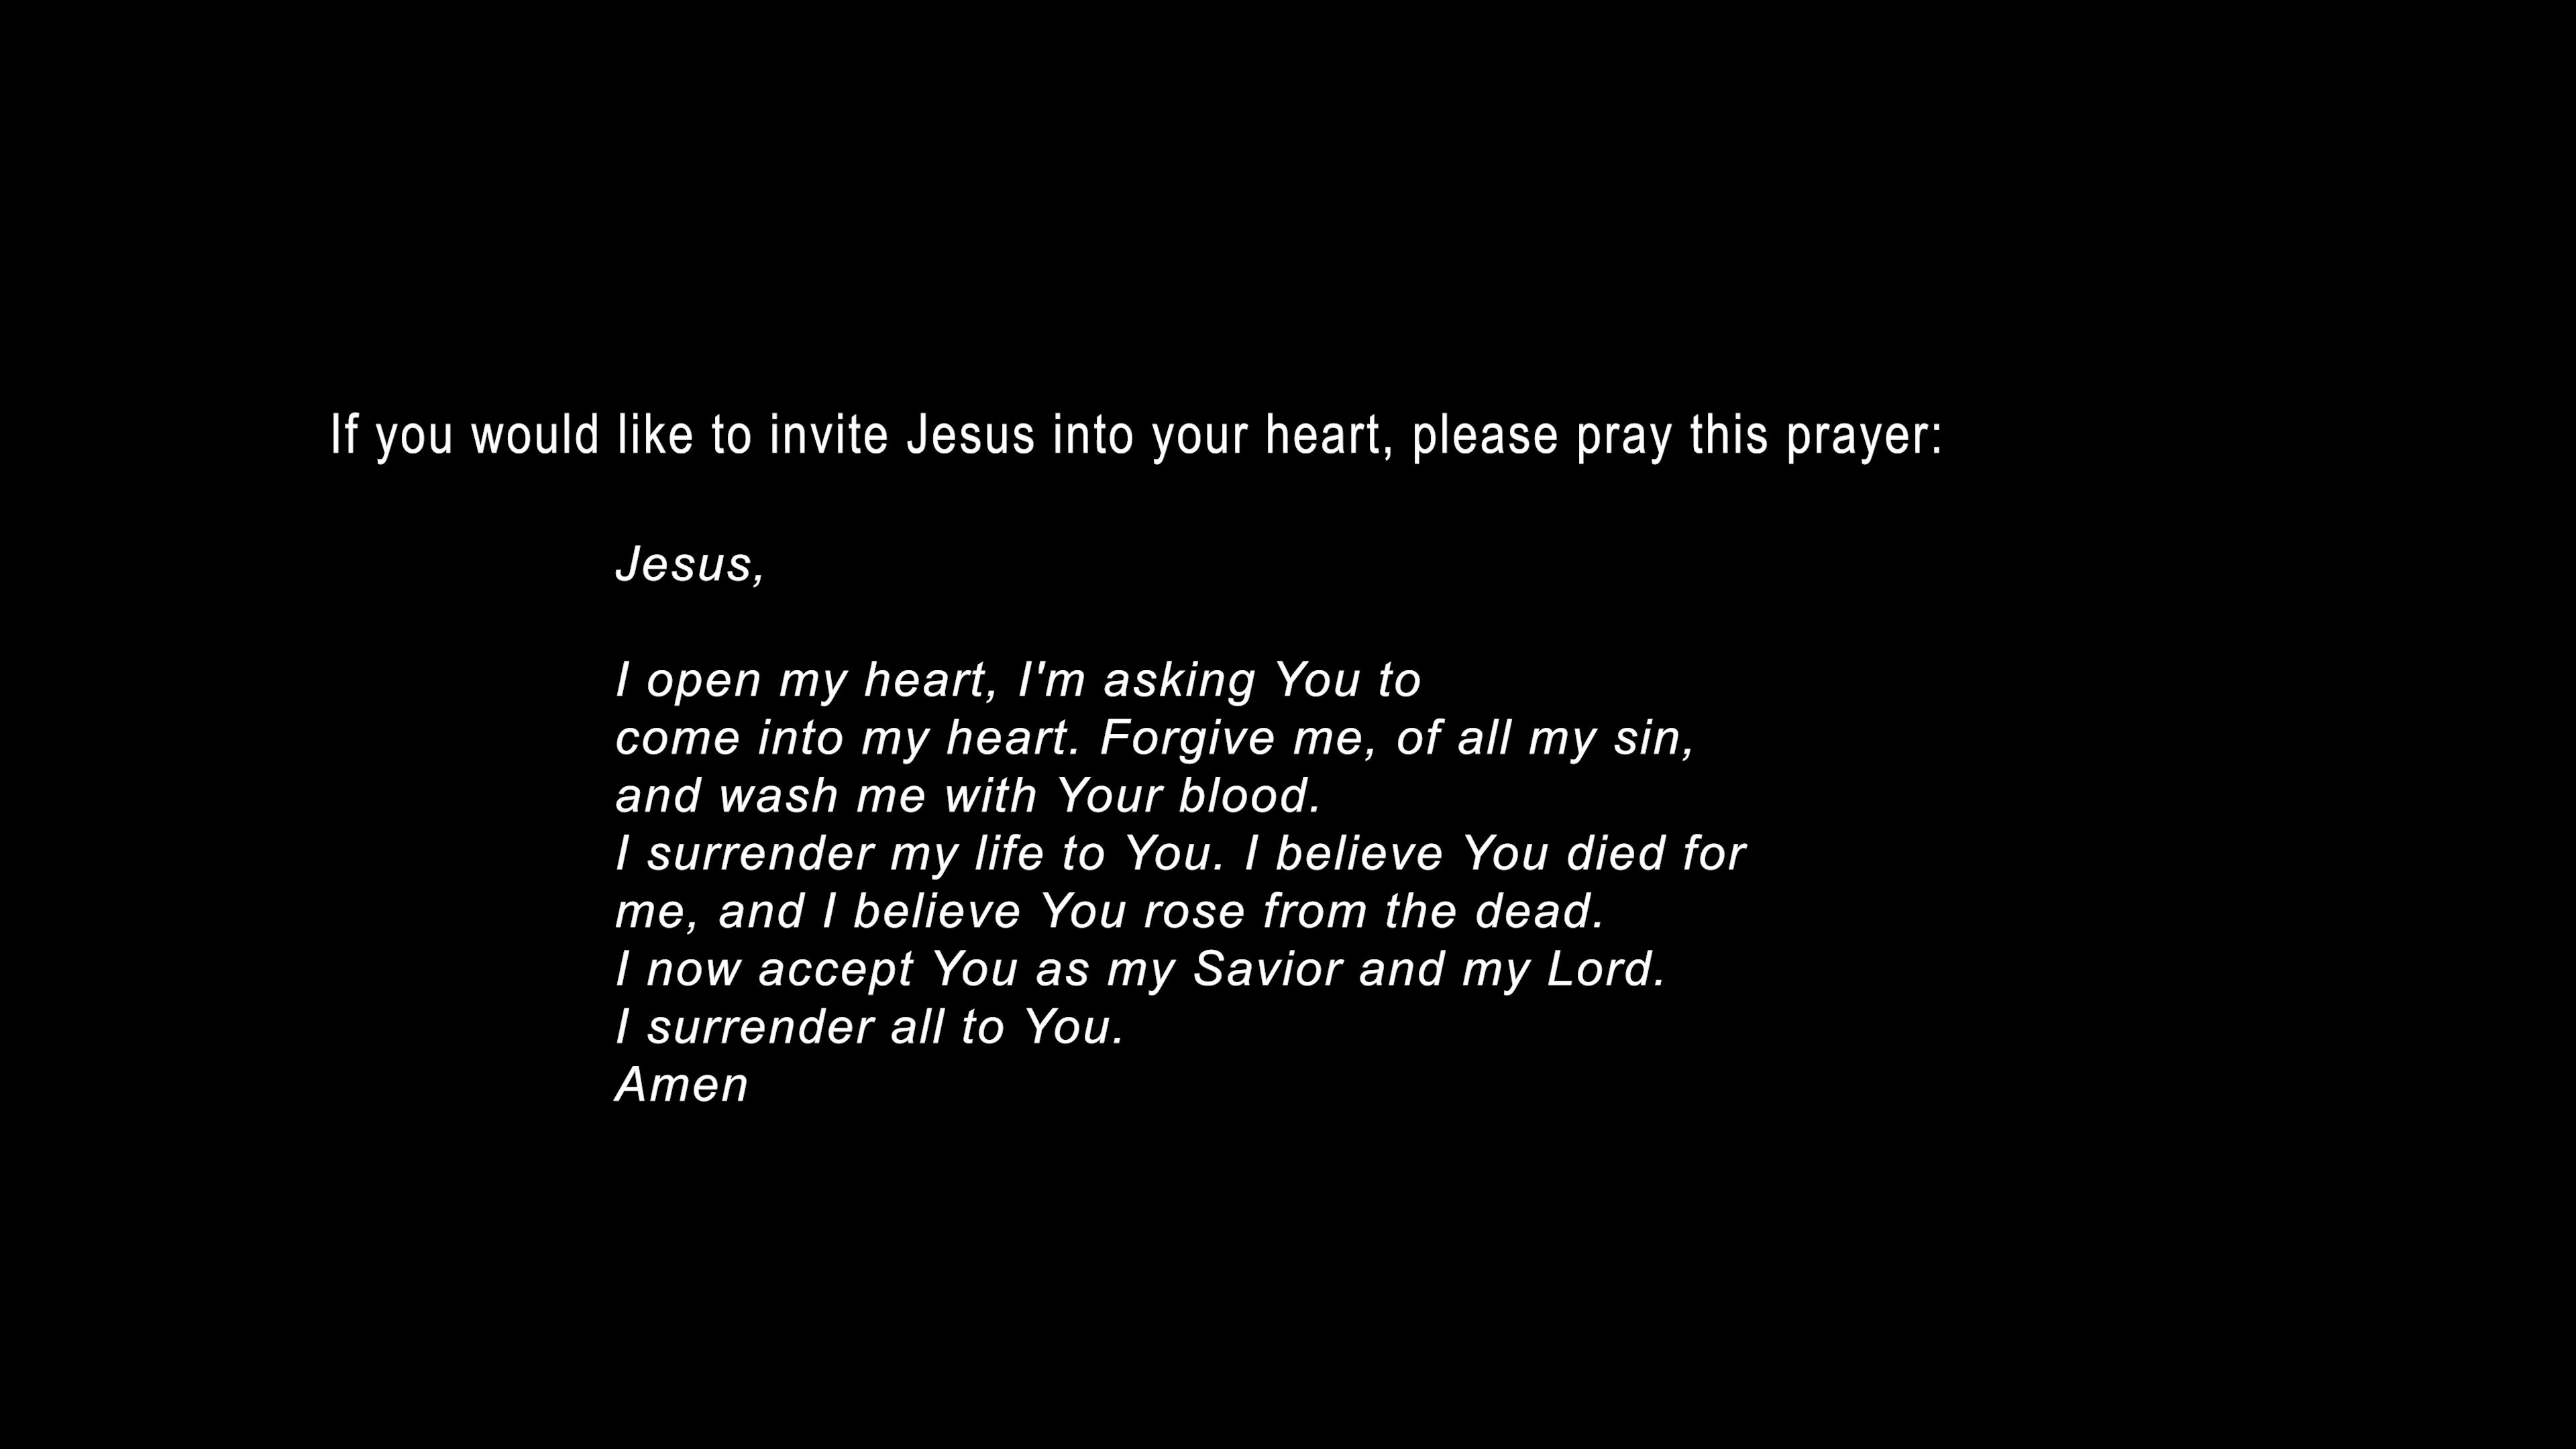 If you would like to invite Jesus into your heart, please pray this prayer:
Jesus,
I open my heart, I'm asking You to
come into my heart. Forgive me, of all my sin,
and wash me with Your blood.
I surrender my life to You. I believe You died for
me, and I believe You rose from the dead.
I now accept You as my Savior and my Lord.
I surrender all to You.
Amen